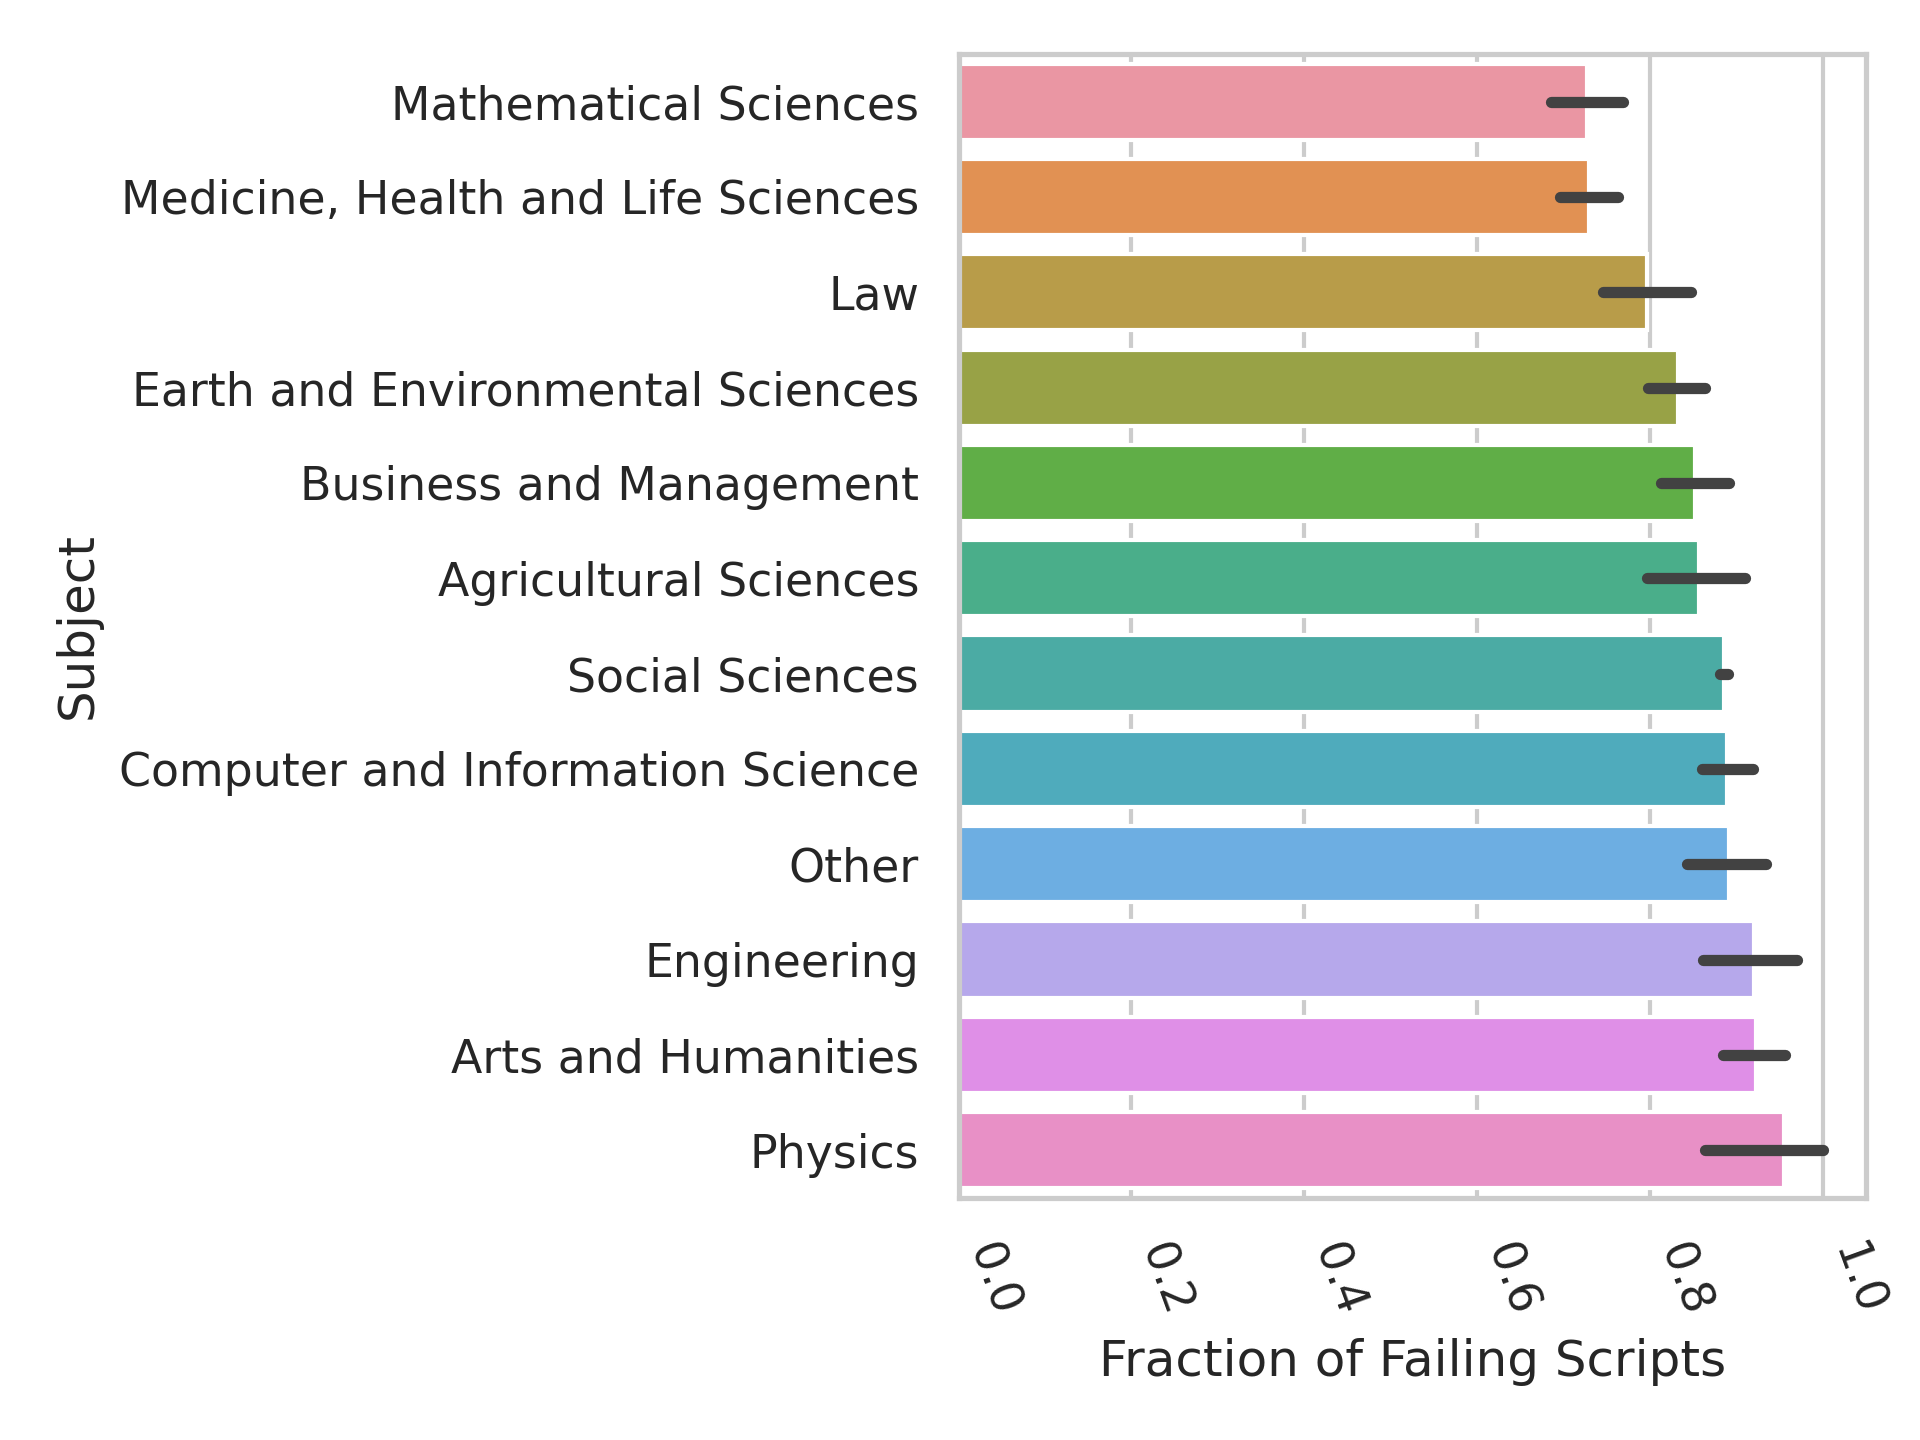 Mathematical Sciences
Medicine, Health and Life Sciences
Law
Earth and Environmental Sciences
Business and Management
Agricultural Sciences
Social Sciences
Computer and Information Science
Other
Engineering
Arts and Humanities
Physics
Subject
0.0 0.2 0.4 0.6 0.8 1.0
Fraction of Failing Scripts